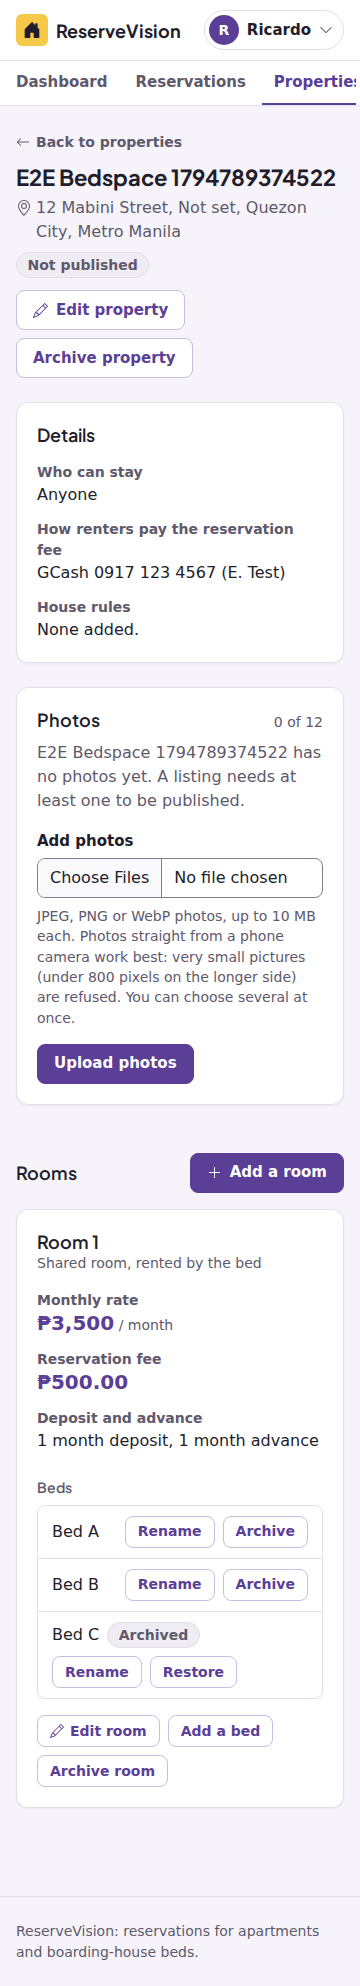 ReserveVision
R Ricardo
Dashboard Reservations Properties
Back to properties
E2E Bedspace 1794789374522
12 Mabini Street, Not set, Quezon
City, Metro Manila
Not published
Edit property
Archive property
Details
Who can stay
Anyone
How renters pay the reservation
fee
GCash 0917 123 4567 (E. Test)
House rules
None added.
Photos 0 of 12
E2E Bedspace 1794789374522 has
no photos yet. A listing needs at
least one to be published.
Add photos
Choose Files No file chosen
JPEG, PNG or WebP photos, up to 10 MB
each. Photos straight from a phone
camera work best: very small pictures
(under 800 pixels on the longer side)
are refused. You can choose several at
once.
Upload photos
Rooms + Add a room
Room 1
Shared room, rented by the bed
Monthly rate
₱3,500 / month
Reservation fee
₱500.00
Deposit and advance
1 month deposit, 1 month advance
Beds
Bed A Rename Archive
Bed B Rename Archive
Bed C Archived
Rename Restore
Edit room Add a bed
Archive room
ReserveVision: reservations for apartments
and boarding-house beds.